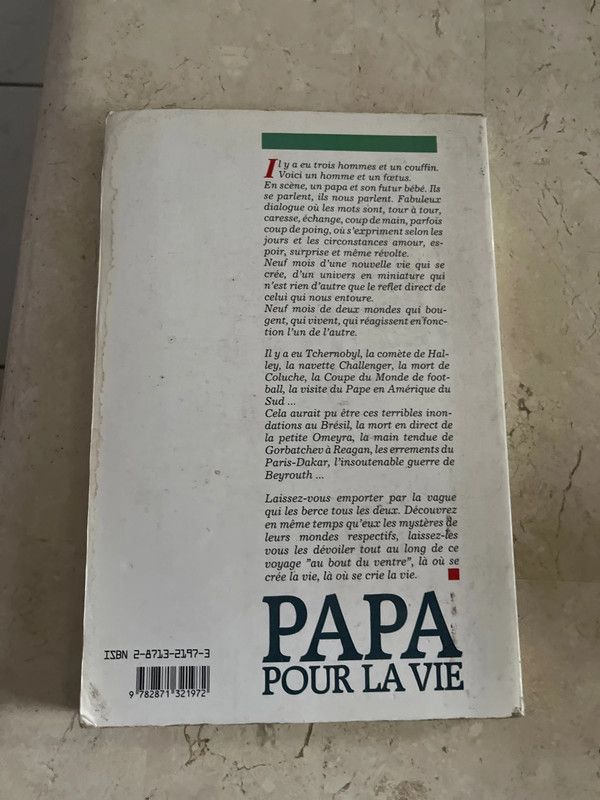 Il y a eu trois hommes et un couffin.
Voici un homme et un fœtus.
En scène, un papa et son futur bébé. Ils
se parlent, ils nous parlent. Fabuleux
dialogue où les mots sont, tour à tour,
caresse, échange, coup de main, parfois
coup de poing, où s'expriment selon les
jours et les circonstances amour, es-
poir, surprise et même révolte.
Neuf mois d'une nouvelle vie qui se
crée, d'un univers en miniature qui
n'est rien d'autre que le reflet direct de
celui qui nous entoure.
Neuf mois de deux mondes qui bou-
gent, qui vivent, qui réagissent en fonc-
tion l'un de l'autre.
Il y a eu Tchernobyl, la comète de Hal-
ley, la navette Challenger, la mort de
Coluche, la Coupe du Monde de foot-
ball, la visite du Pape en Amérique du
Sud ...
Cela aurait pu être ces terribles inon-
dations au Brésil, la mort en direct de
la petite Omeyra, la main tendue de
Gorbatchev à Reagan, les errements du
Paris-Dakar, l'insoutenable guerre de
Beyrouth ...
Laissez-vous emporter par la vague
qui les berce tous les deux. Découvrez
en même temps qu'eux les mystères de
leurs mondes respectifs, laissez-les
vous les dévoiler tout au long de ce
voyage "au bout du ventre", là où se
crée la vie, là où se crie la vie.
PAPA
POUR LA VIE
ISBN 2-8713-2197-3
9 782871 321972